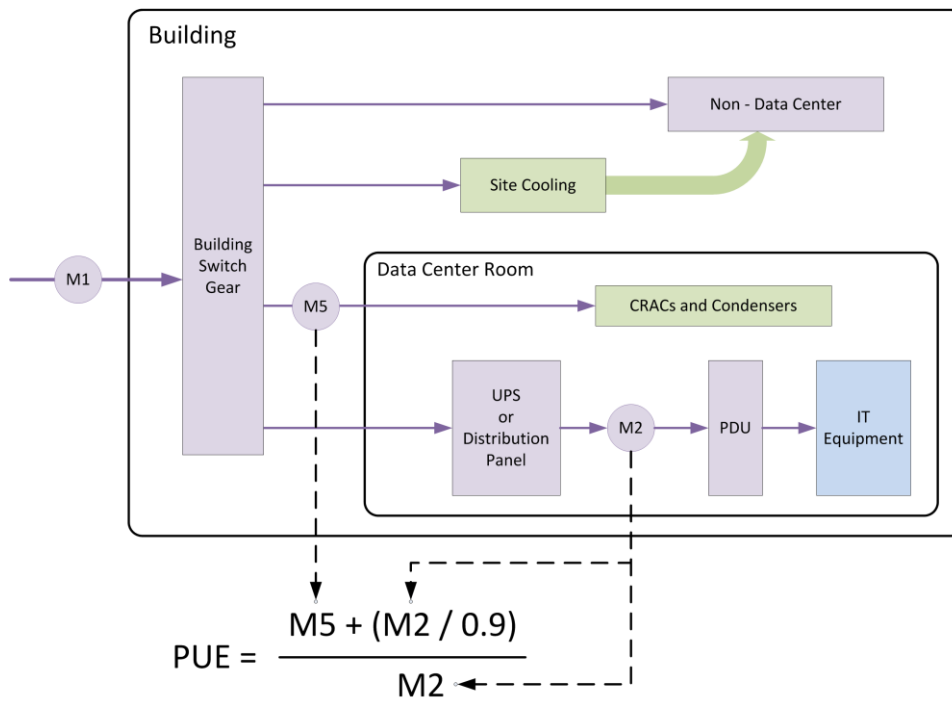 Building
Non - Data Center
Site Cooling
Building
Switch
Gear
M1
Data Center Room
M5
CRACs and Condensers
UPS
or
Distribution
Panel
M2
PDU
IT
Equipment
M5 + (M2 / 0.9)
PUE =
M2